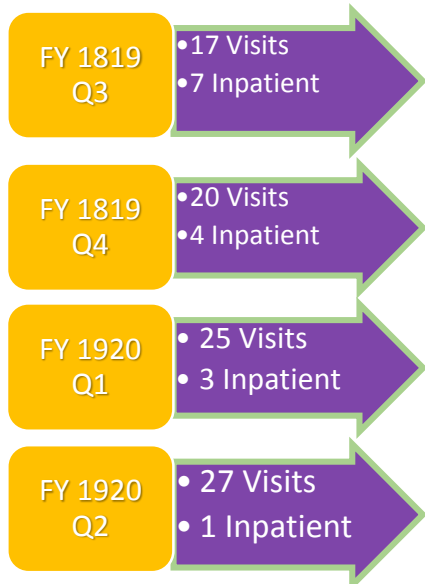 FY 1819
Q3
•17 Visits
•7 Inpatient
FY 1819
Q4
•20 Visits
•4 Inpatient
FY 1920
Q1
• 25 Visits
• 3 Inpatient
FY 1920
Q2
• 27 Visits
• 1 Inpatient